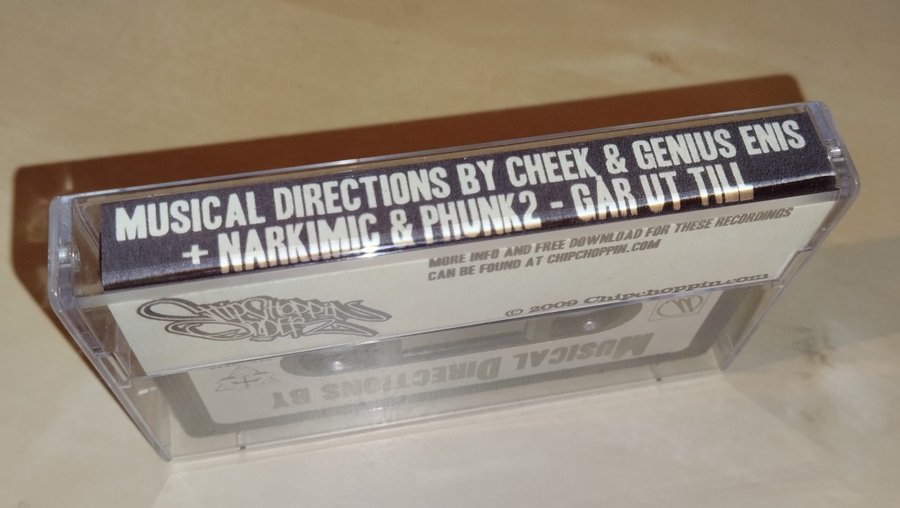 MUSICAL DIRECTIONS BY CHEEK & GENIUS ENIS
+ NARKIMIC & PHUNK2 - GAR UT TILL
MORE INFO AND FREE DOWNLOAD FOR THESE RECORDINGS
CAN BE FOUND AT CHIPCHOPPIN.COM
© 2009 Chipchoppin.com
MUSICAL DIRECTIONS BY